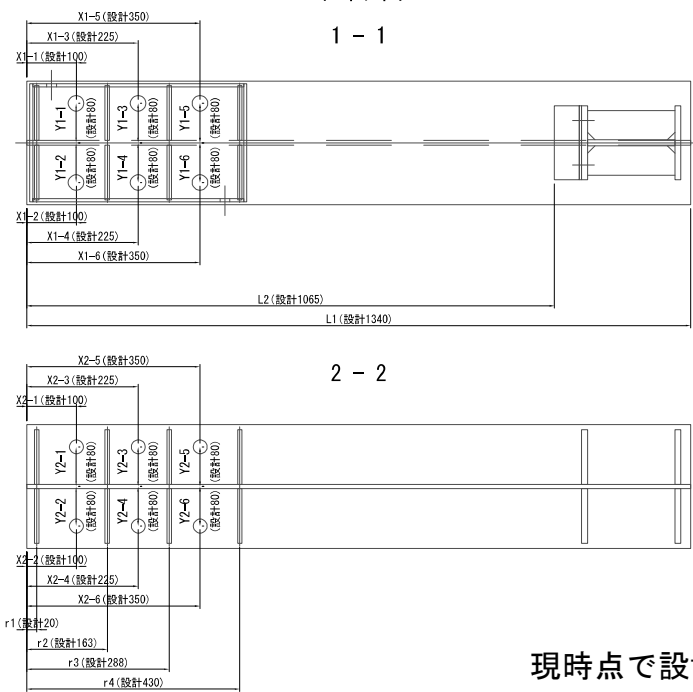 X1-5(設計350)
X1-3(設計225)
X1-1(設計100)
1 - 1
Y1-1
(設計80)
Y1-3
(設計80)
Y1-5
(設計80)
Y1-2
(設計80)
Y1-4
(設計80)
Y1-6
(設計80)
X1-2(設計100)
X1-4(設計225)
X1-6(設計350)
L2(設計1065)
L1(設計1340)
X2-5(設計350)
X2-3(設計225)
X2-1(設計100)
2 - 2
Y2-1
(設計80)
Y2-3
(設計80)
Y2-5
(設計80)
Y2-2
(設計80)
Y2-4
(設計80)
Y2-6
(設計80)
X2-2(設計100)
X2-4(設計225)
X2-6(設計350)
r1(設計20)
r2(設計163)
r3(設計288)
r4(設計430)
現時点で設